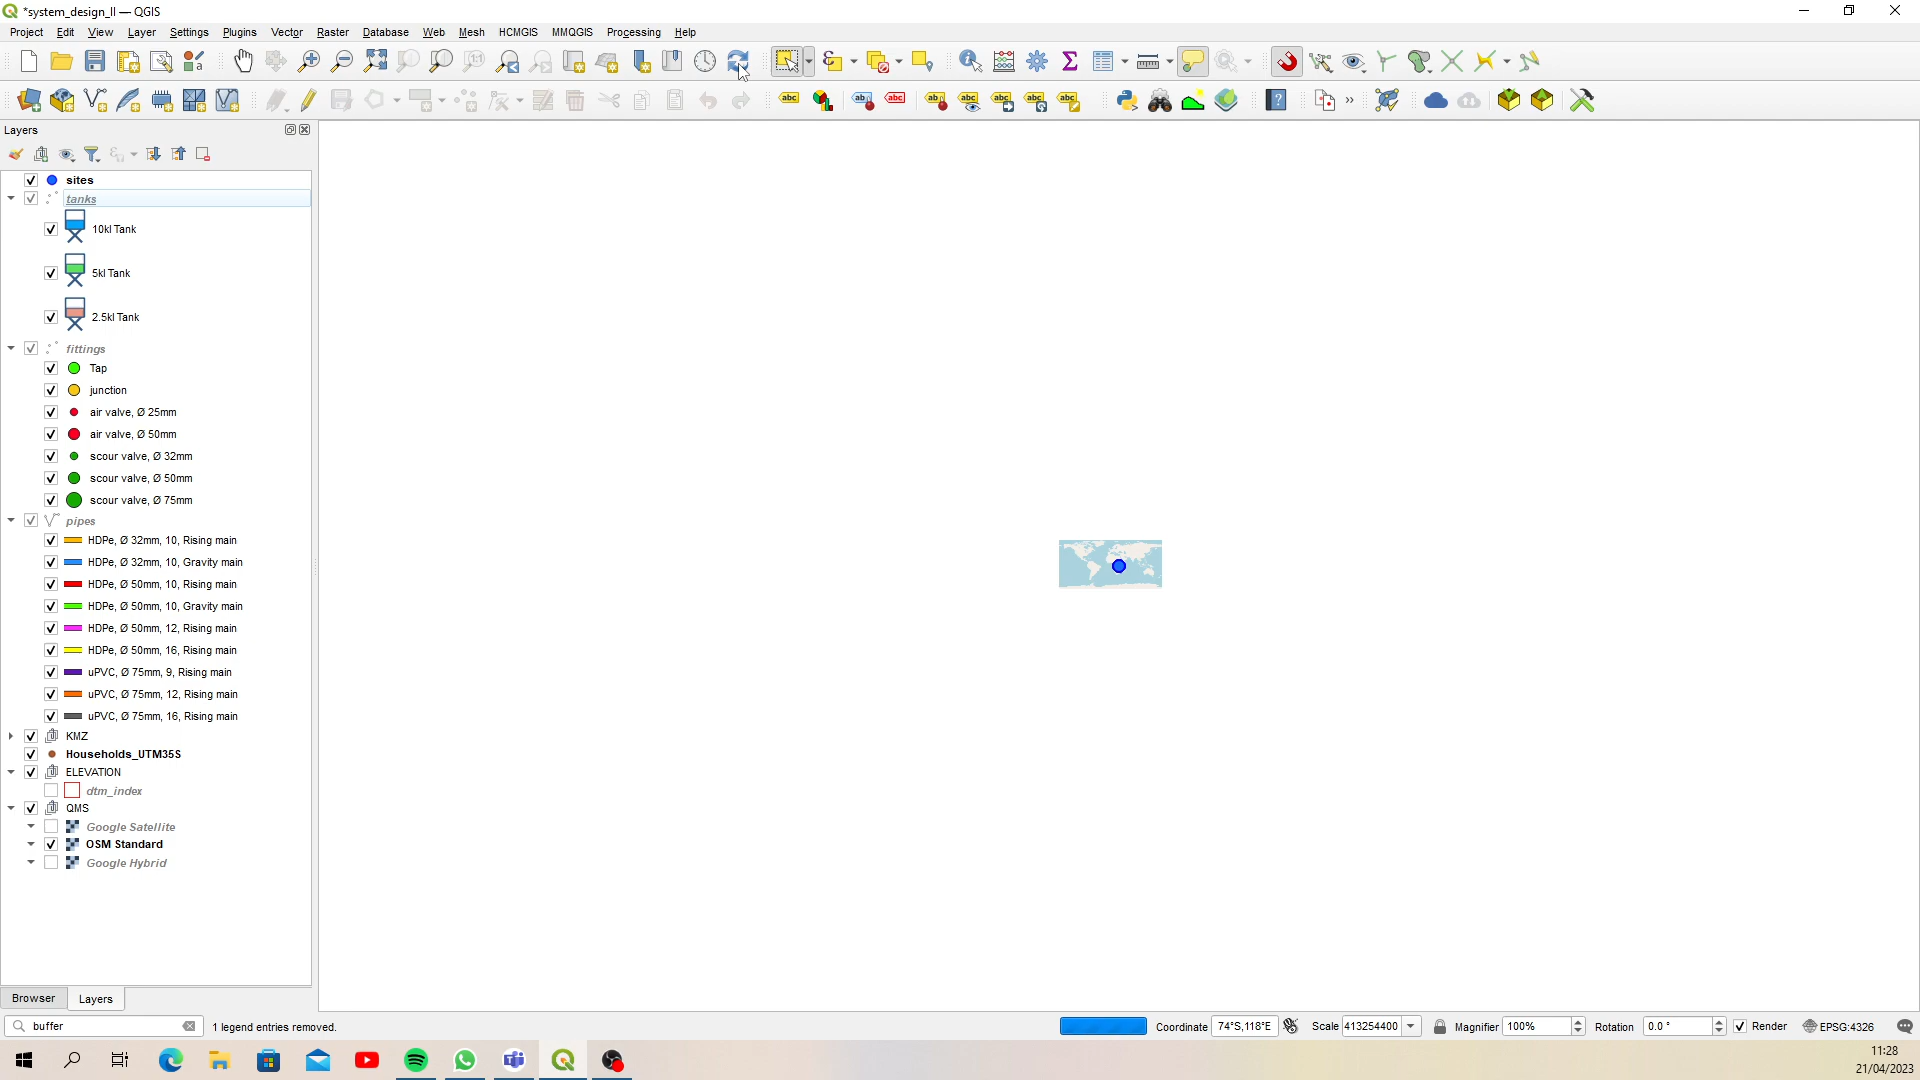 *system_design_II — QGIS
Project Edit View Layer Settings Plugins Vector Raster Database Web Mesh HCMGIS MMQGIS Processing Help
Layers
sites
tanks
10kl Tank
5kl Tank
2.5kl Tank
fittings
Tap
junction
air valve, Ø 25mm
air valve, Ø 50mm
scour valve, Ø 32mm
scour valve, Ø 50mm
scour valve, Ø 75mm
pipes
HDPe, Ø 32mm, 10, Rising main
HDPe, Ø 32mm, 10, Gravity main
HDPe, Ø 50mm, 10, Rising main
HDPe, Ø 50mm, 10, Gravity main
HDPe, Ø 50mm, 12, Rising main
HDPe, Ø 50mm, 16, Rising main
uPVC, Ø 75mm, 9, Rising main
uPVC, Ø 75mm, 12, Rising main
uPVC, Ø 75mm, 16, Rising main
KMZ
Households_UTM35S
ELEVATION
dtm_index
QMS
Google Satellite
OSM Standard
Google Hybrid
Browser Layers
buffer 1 legend entries removed. Coordinate 74°S,118°E Scale 413254400 Magnifier 100% Rotation 0.0 ° Render EPSG:4326
11:28
21/04/2023